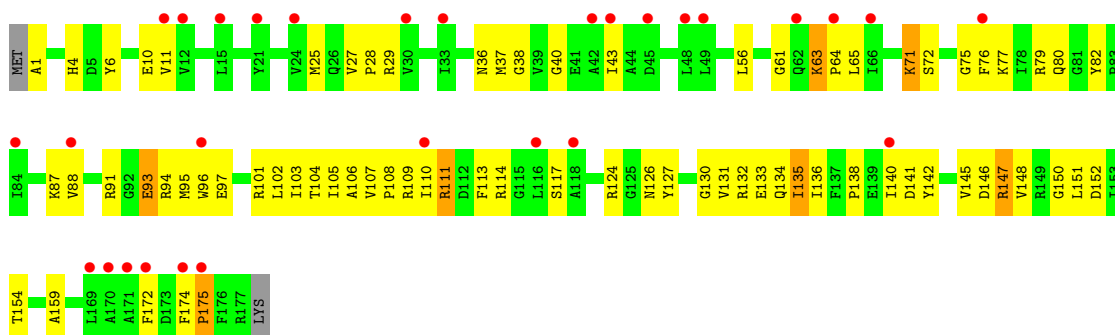 MET A1 H4 D5 Y6 E10 V11 V12 L15 Y21 V24 M25 Q26 V27 P28 R29 V30 I33 N36 M37 G38 V39 G40 E41 A42 I43 A44 D45 L48 L49 L56 G61 Q62 K63 P64 L65 I66 K71 S72 G75 F76 K77 I78 R79 Q80 G81 Y82
I84 K87 V88 R91 G92 E93 R94 M95 W96 E97 R101 L102 I103 T104 I105 A106 V107 P108 R109 I110 R111 D112 F113 R114 G115 L116 S117 A118 R124 G125 N126 Y127 G130 V131 R132 E133 Q134 I135 I136 F137 P138 E139 I140 D141 Y142 V145 D146 R147 V148 R149 G150 L151 D152
T154 A159 L169 A170 A171 F172 D173 F174 P175 F176 R177 LYS